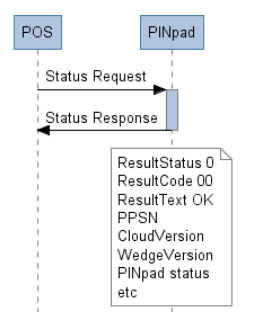 POS
PINpad
Status Request
Status Response
ResultStatus 0
ResultCode 00
ResultText OK
PPSN
CloudVersion
WedgeVersion
PINpad status
etc